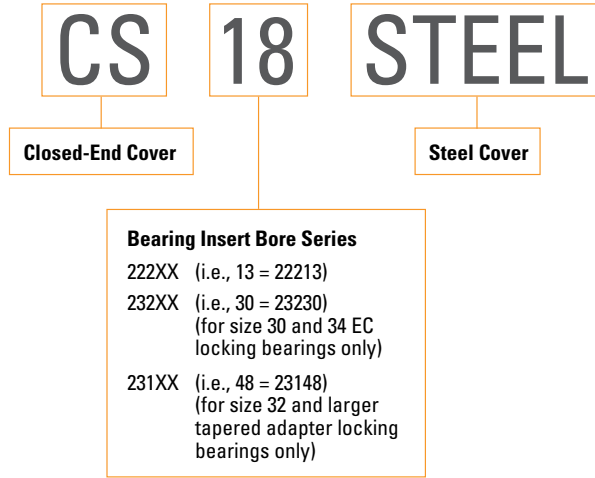 CS 18 STEEL
Closed-End Cover
Steel Cover
Bearing Insert Bore Series
222XX (i.e., 13 = 22213)
232XX (i.e., 30 = 23230)
(for size 30 and 34 EC
locking bearings only)
231XX (i.e., 48 = 23148)
(for size 32 and larger
tapered adapter locking
bearings only)